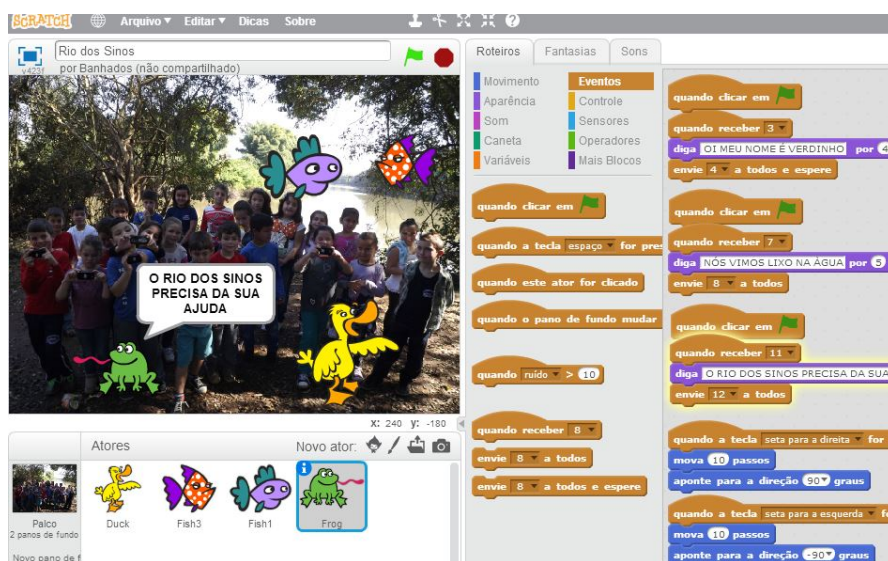 SCRATCH Arquivo Editar Dicas Sobre
Rio dos Sinos
por Banhados (não compartilhado)
v423
O RIO DOS SINOS
PRECISA DA SUA
AJUDA
X: 240 y: -180
Atores
Novo ator:
Palco
2 panos de fundo
Novo pano de f
Duck
Fish3
Fish1
Frog
Roteiros Fantasias Sons
Movimento Eventos
Aparência Controle
Som Sensores
Caneta Operadores
Variáveis Mais Blocos
quando clicar em
quando a tecla espaço for pres
quando este ator for clicado
quando o pano de fundo mudar
quando ruído > 10
quando receber 8
envie 8 a todos
envie 8 a todos e espere
quando clicar em
quando receber 3
diga OI MEU NOME É VERDINHO por 4
envie 4 a todos e espere
quando clicar em
quando receber 7
diga NÓS VIMOS LIXO NA ÁGUA por 5
envie 8 a todos
quando clicar em
quando receber 11
diga O RIO DOS SINOS PRECISA DA SUA
envie 12 a todos
quando a tecla seta para a direita for
mova 10 passos
aponte para a direção 90 graus
quando a tecla seta para a esquerda fo
mova 10 passos
aponte para a direção -90 graus